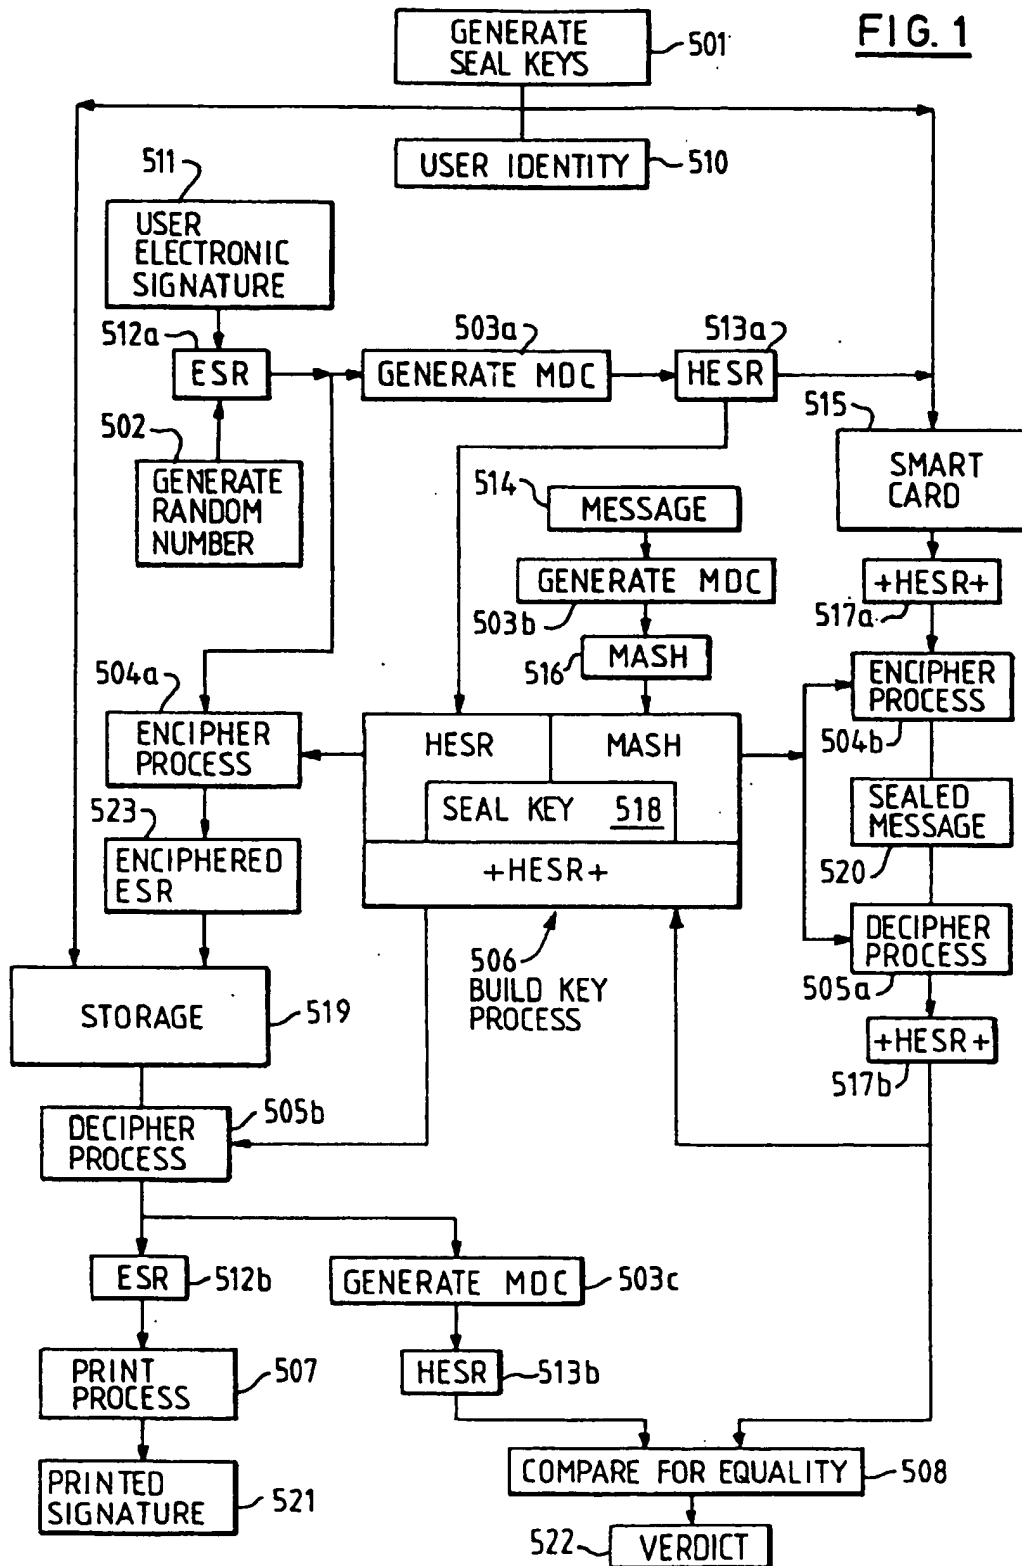 FIG. 1
GENERATE
SEAL KEYS
501
USER IDENTITY
510
511
USER
ELECTRONIC
SIGNATURE
512a
ESR
503a
GENERATE MDC
513a
HESR
502
GENERATE
RANDOM
NUMBER
515
SMART
CARD
514
MESSAGE
GENERATE MDC
503b
+HESR+
517a
516
MASH
504a
ENCIPHER
PROCESS
HESR
MASH
SEAL KEY 518
+HESR+
ENCIPHER
PROCESS
504b
523
ENCIPHERED
ESR
SEALED
MESSAGE
520
506
BUILD KEY
PROCESS
DECIPHER
PROCESS
505a
STORAGE
519
+HESR+
517b
DECIPHER
PROCESS
505b
ESR
512b
GENERATE MDC
503c
PRINT
PROCESS
507
HESR
513b
PRINTED
SIGNATURE
521
COMPARE FOR EQUALITY
508
522
VERDICT